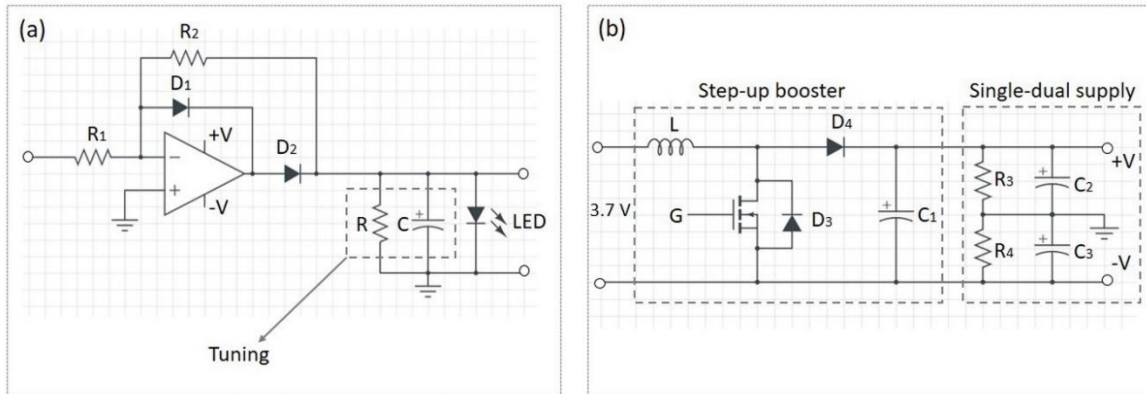 (a)
R2
D1
R1
+V
D2
−
+
-V
+
R
C
LED
Tuning
(b)
Step-up booster
Single-dual supply
L
D4
+V
R3
+
C2
3.7 V
G
D3
+
C1
R4
+
C3
-V